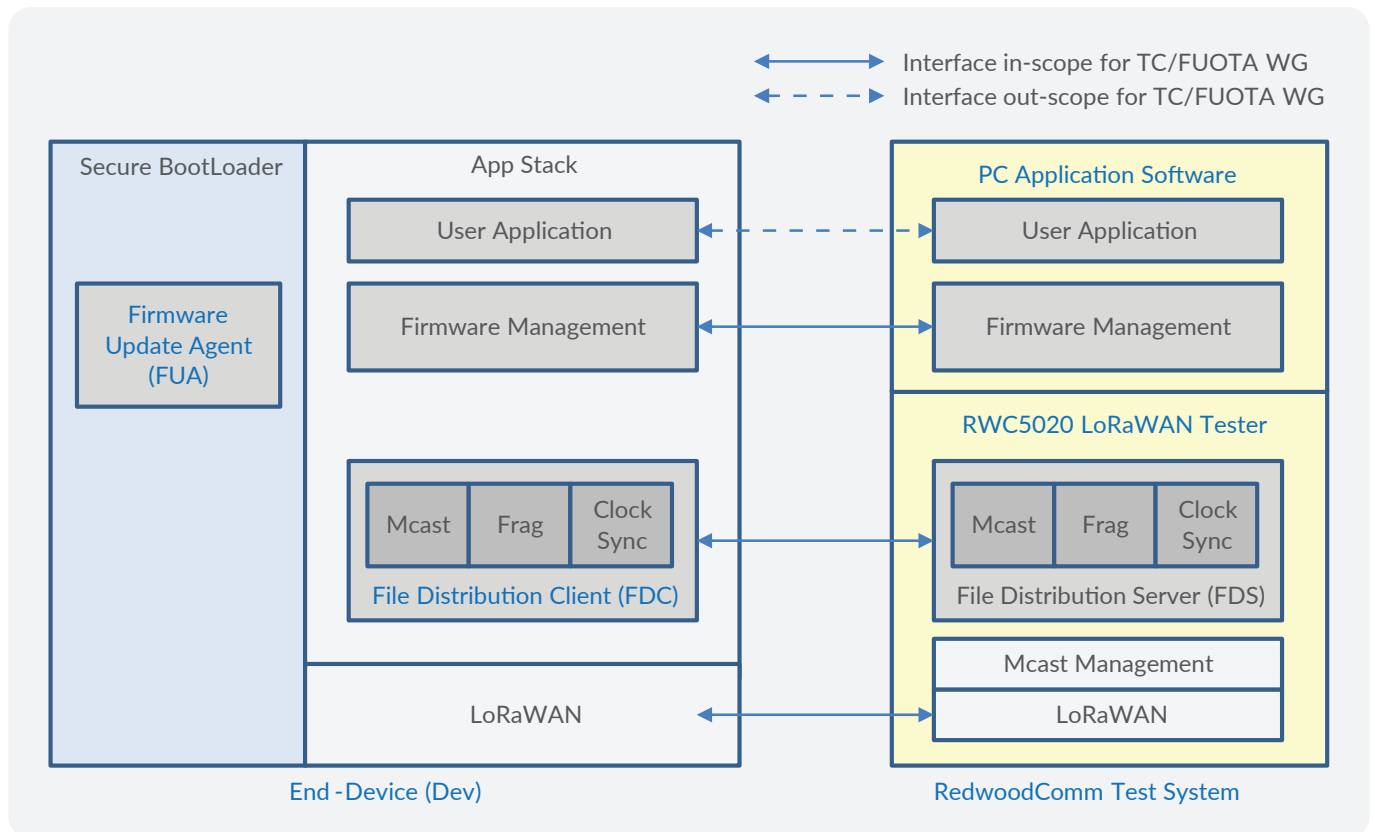 Interface in-scope for TC/FUOTA WG
Interface out-scope for TC/FUOTA WG
Secure BootLoader
Firmware
Update Agent
(FUA)
App Stack
User Application
Firmware Management
Mcast
Frag
Clock
Sync
File Distribution Client (FDC)
LoRaWAN
End-Device (Dev)
PC Application Software
User Application
Firmware Management
RWC5020 LoRaWAN Tester
Mcast
Frag
Clock
Sync
File Distribution Server (FDS)
Mcast Management
LoRaWAN
RedwoodComm Test System